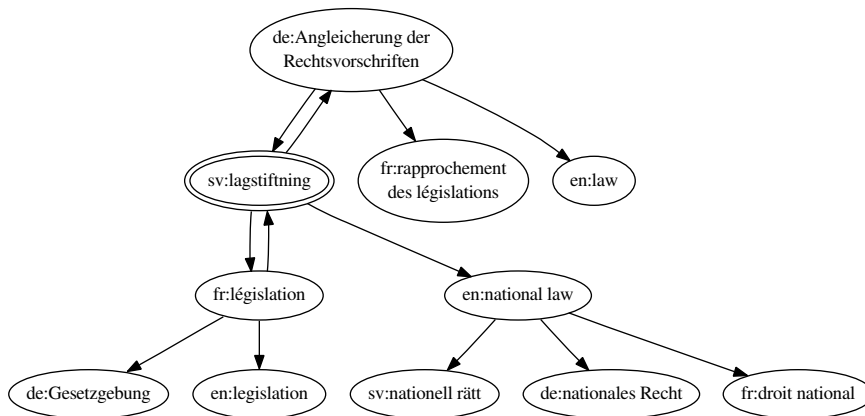 de:Angleicherung der
Rechtsvorschriften
sv:lagstiftning
fr:rapprochement
des législations
en:law
fr:législation
en:national law
de:Gesetzgebung
en:legislation
sv:nationell rätt
de:nationales Recht
fr:droit national